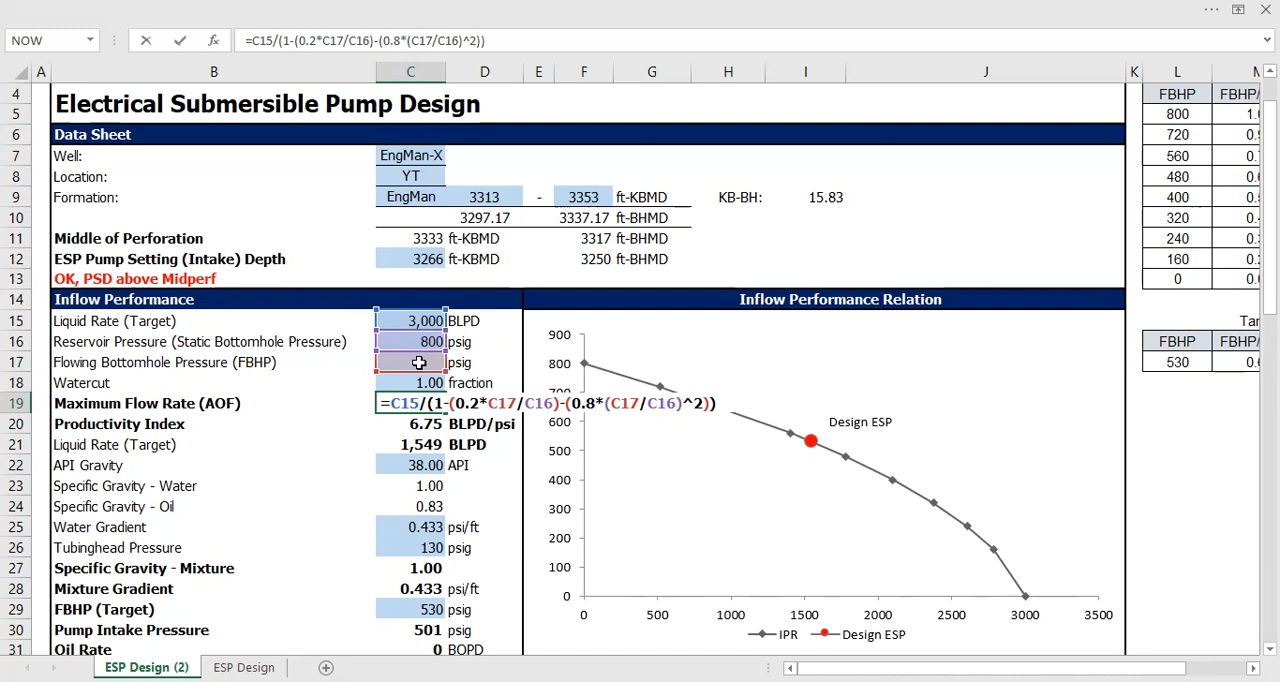 NOW =C15/(1-(0.2*C17/C16)-(0.8*(C17/C16)^2))
A B C D E F G H I J K L M
4 Electrical Submersible Pump Design FBHP FBHP/
5 800 1.
6 Data Sheet 720 0.
7 Well: EngMan-X 560 0.
8 Location: YT 480 0.
9 Formation: EngMan 3313 - 3353 ft-KBMD KB-BH: 15.83 400 0.
10 3297.17 3337.17 ft-BHMD 320 0.
11 Middle of Perforation 3333 ft-KBMD 3317 ft-BHMD 240 0.
12 ESP Pump Setting (Intake) Depth 3266 ft-KBMD 3250 ft-BHMD 160 0.
13 OK, PSD above Midperf 0
14 Inflow Performance Inflow Performance Relation
15 Liquid Rate (Target) 3,000 BLPD
16 Reservoir Pressure (Static Bottomhole Pressure) 800 psig FBHP FBHP/
17 Flowing Bottomhole Pressure (FBHP) psig 530 0.
18 Watercut 1.00 fraction
19 Maximum Flow Rate (AOF) =C15/(1-(0.2*C17/C16)-(0.8*(C17/C16)^2))
20 Productivity Index 6.75 BLPD/psi
21 Liquid Rate (Target) 1,549 BLPD
22 API Gravity 38.00 API
23 Specific Gravity - Water 1.00
24 Specific Gravity - Oil 0.83
25 Water Gradient 0.433 psi/ft
26 Tubinghead Pressure 130 psig
27 Specific Gravity - Mixture 1.00
28 Mixture Gradient 0.433 psi/ft
29 FBHP (Target) 530 psig
30 Pump Intake Pressure 501 psig
31 Oil Rate 0 BOPD
900
800
600
500
400
300
200
100
0
Design ESP
0 500 1000 1500 2000 2500 3000 3500
IPR Design ESP
ESP Design (2) ESP Design